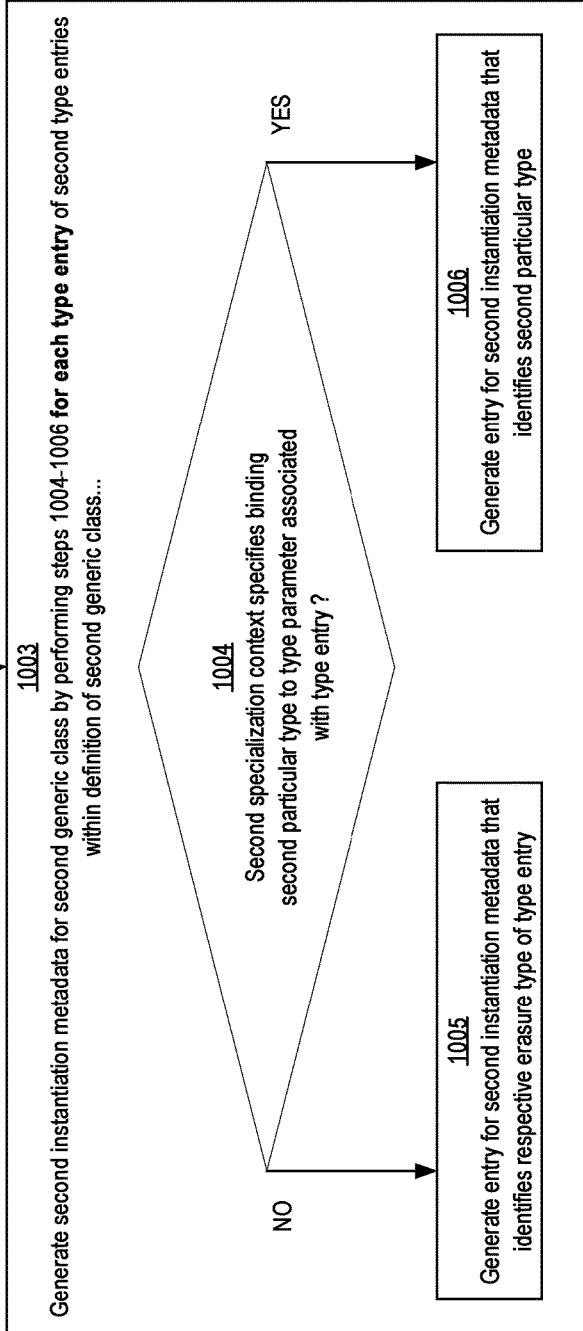 1003
Generate second instantiation metadata for second generic class by performing steps 1004-1006 for each type entry of second type entries
within definition of second generic class...
1004
Second specialization context specifies binding
second particular type to type parameter associated
with type entry ?
NO
YES
1005
Generate entry for second instantiation metadata that
identifies respective erasure type of type entry
1006
Generate entry for second instantiation metadata that
identifies second particular type